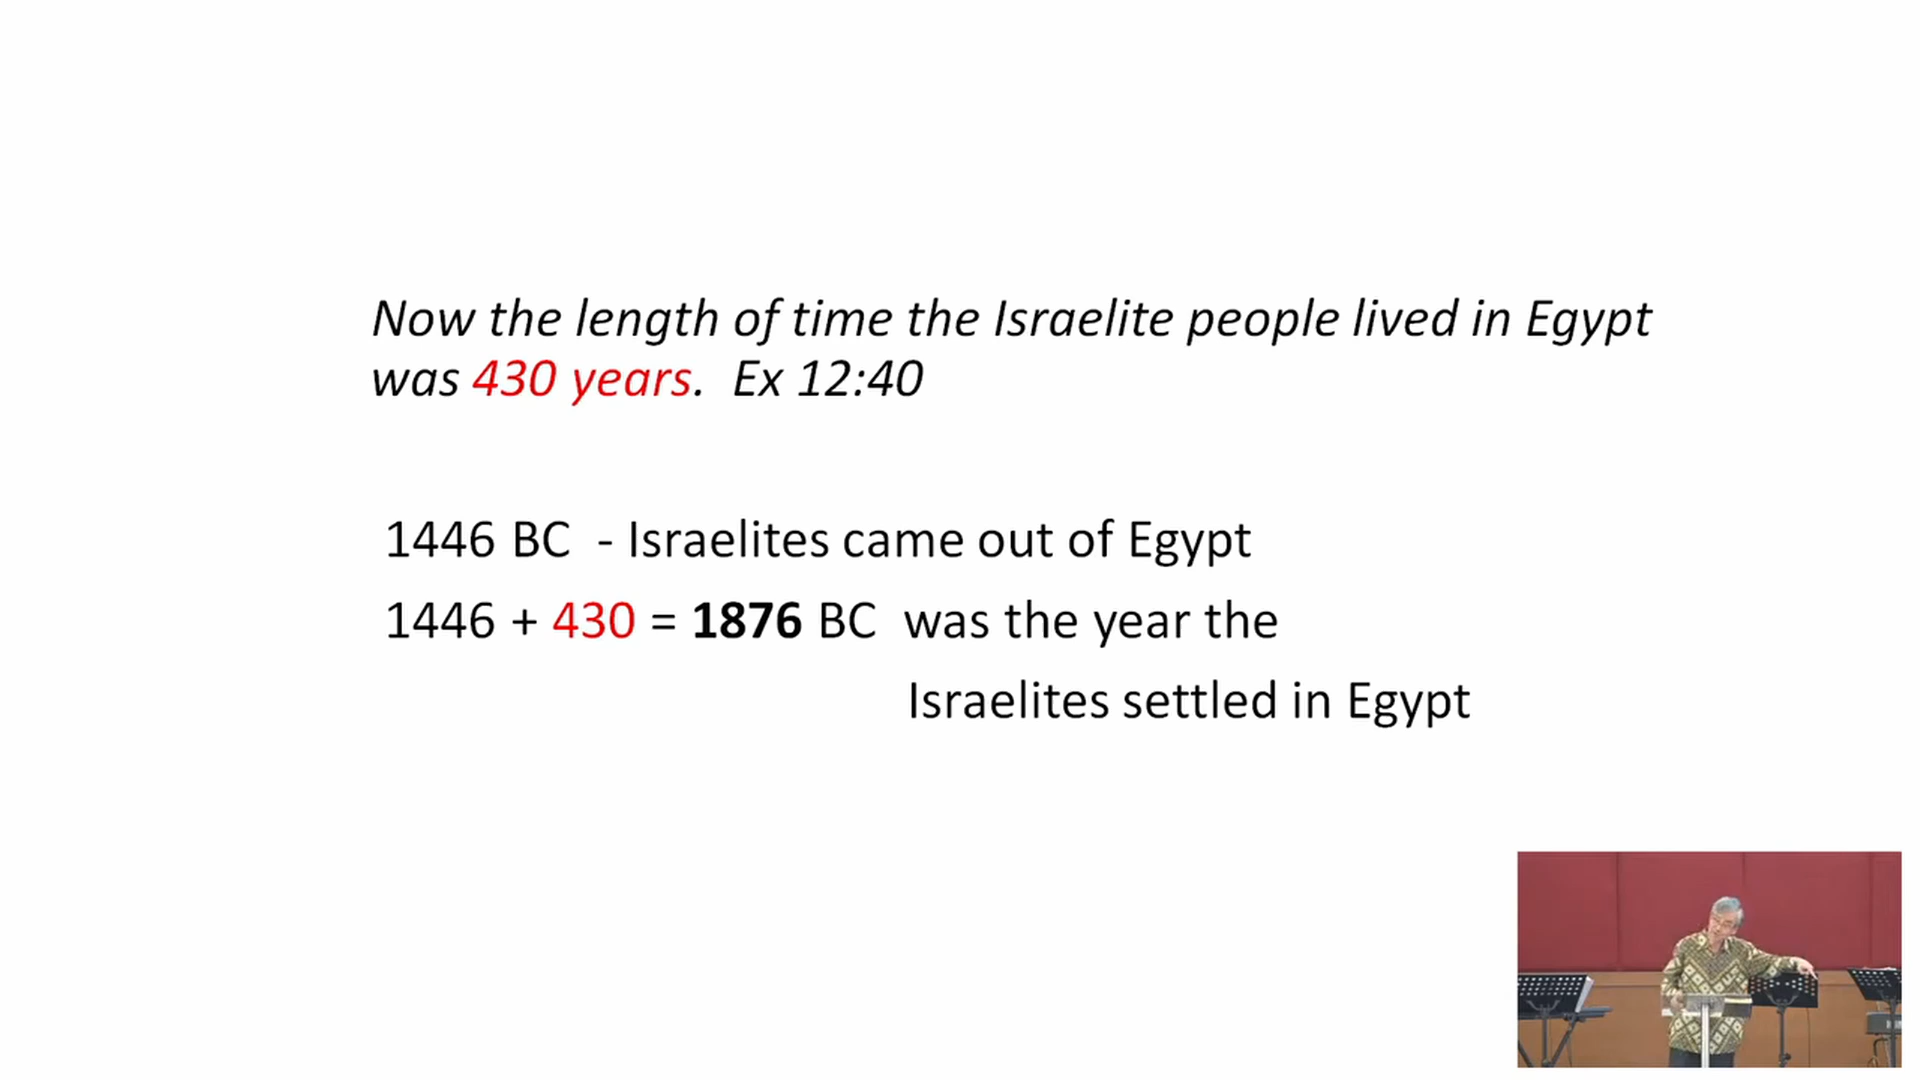 Now the length of time the Israelite people lived in Egypt
was 430 years.  Ex 12:40
1446 BC  - Israelites came out of Egypt
1446 + 430 = 1876 BC  was the year the
Israelites settled in Egypt